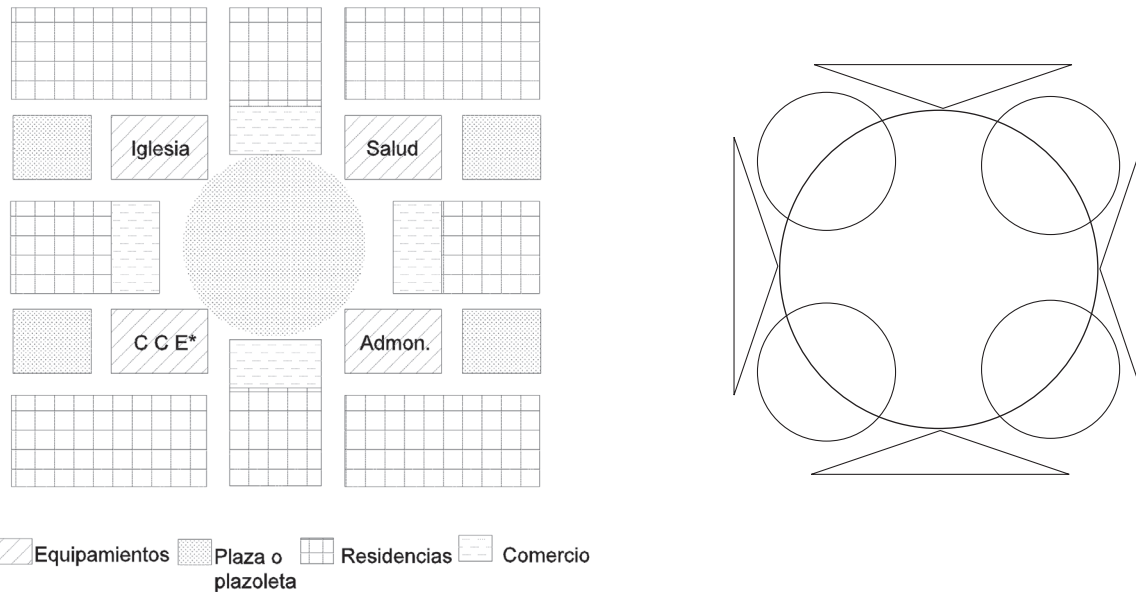 Iglesia
Salud
C C E*
Admon.
Equipamientos
Plaza o
plazoleta
Residencias
Comercio